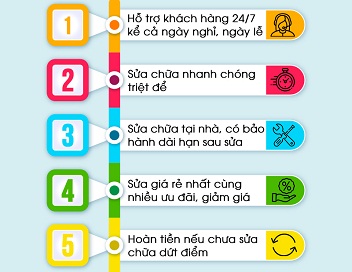 1
Hỗ trợ khách hàng 24/7
kể cả ngày nghỉ, ngày lễ
2
Sửa chữa nhanh chóng
triệt để
3
Sửa chữa tại nhà, có bảo
hành dài hạn sau sửa
4
Sửa giá rẻ nhất cùng
nhiều ưu đãi, giảm giá
%
5
Hoàn tiền nếu chưa sửa
chữa dứt điểm